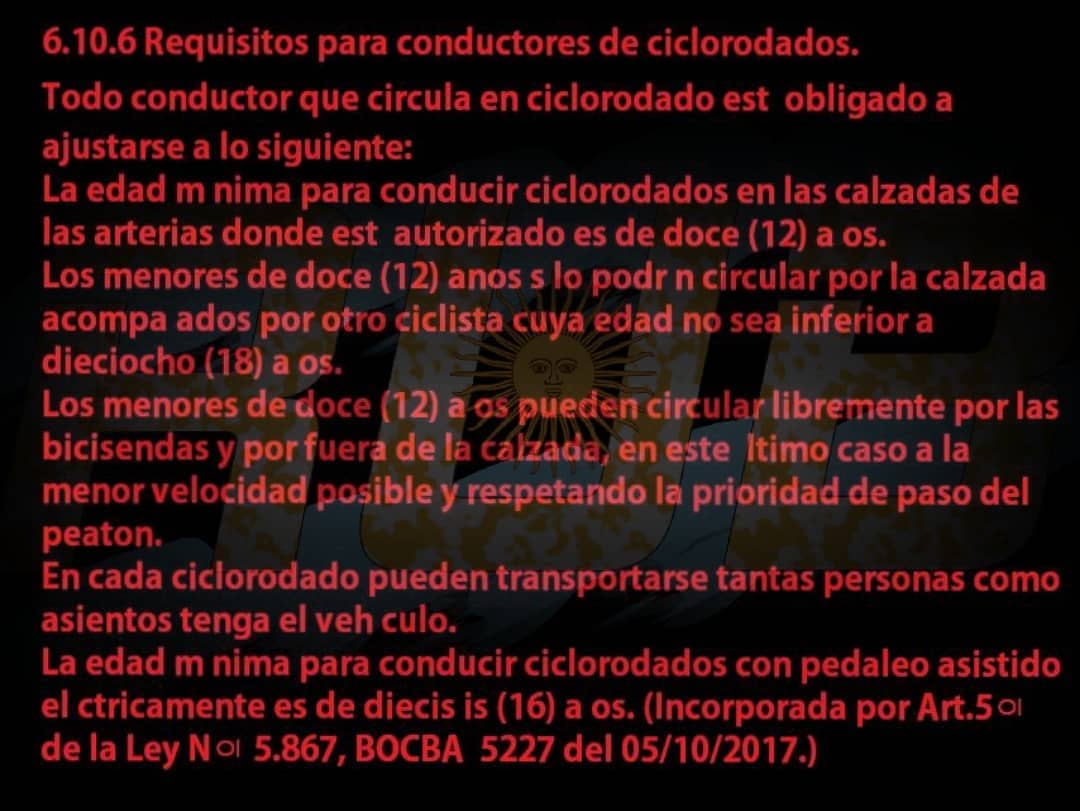 6.10.6 Requisitos para conductores de ciclorodados.
Todo conductor que circula en ciclorodado est obligado a
ajustarse a lo siguiente:
La edad m nima para conducir ciclorodados en las calzadas de
las arterias donde est autorizado es de doce (12) a os.
Los menores de doce (12) anos s lo podr n circular por la calzada
acompa ados por otro ciclista cuya edad no sea inferior a
dieciocho (18) a os.
Los menores de doce (12) a os pueden circular libremente por las
bicisendas y por fuera de la calzada, en este ltimo caso a la
menor velocidad posible y respetando la prioridad de paso del
peaton.
En cada ciclorodado pueden transportarse tantas personas como
asientos tenga el veh culo.
La edad m nima para conducir ciclorodados con pedaleo asistido
el ctricamente es de diecis is (16) a os. (Incorporada por Art.5이
de la Ley N이 5.867, BOCBA 5227 del 05/10/2017.)